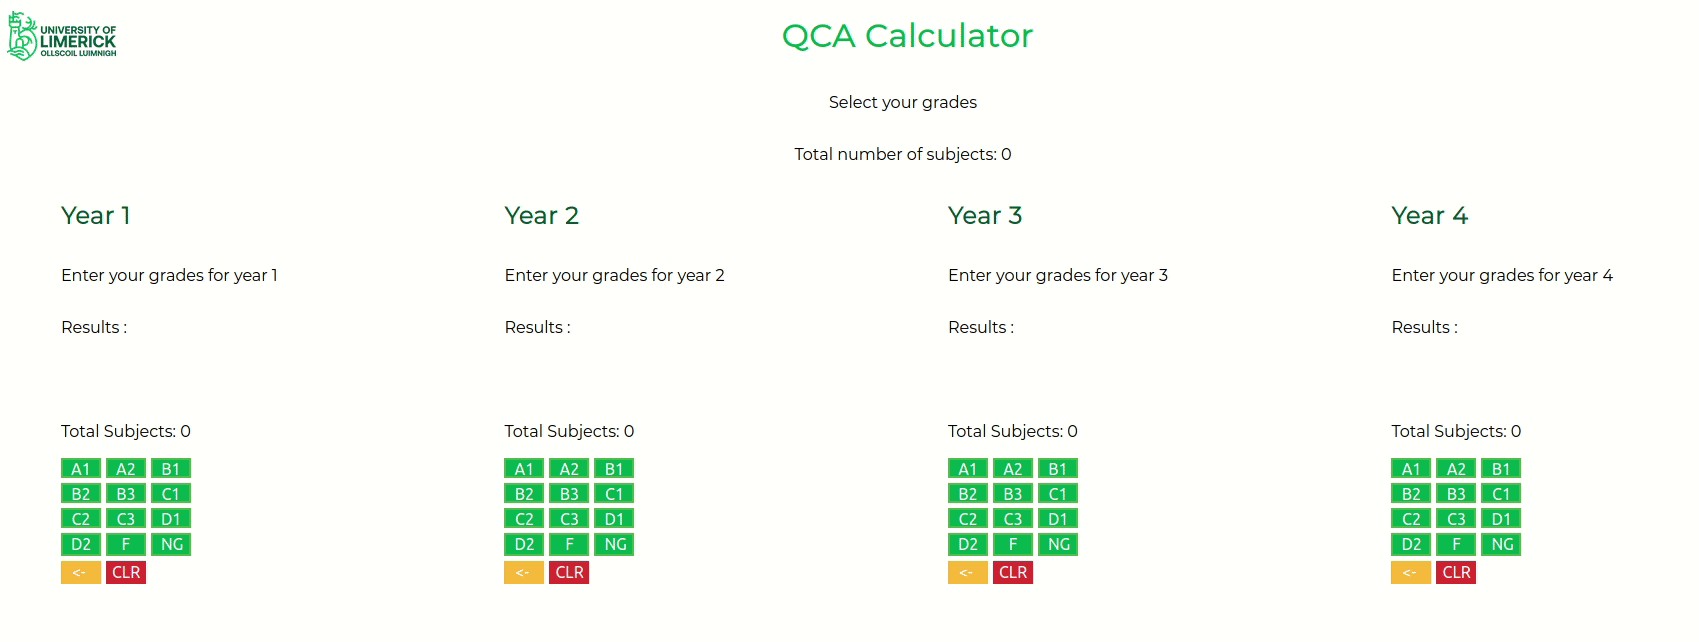 UNIVERSITY OF
LIMERICK
OLLSCOIL LUIMNIGH
QCA Calculator
Select your grades
Total number of subjects: 0
Year 1
Enter your grades for year 1
Results :
Total Subjects: 0
A1 A2 B1
B2 B3 C1
C2 C3 D1
D2 F NG
<- CLR
Year 2
Enter your grades for year 2
Results :
Total Subjects: 0
A1 A2 B1
B2 B3 C1
C2 C3 D1
D2 F NG
<- CLR
Year 3
Enter your grades for year 3
Results :
Total Subjects: 0
A1 A2 B1
B2 B3 C1
C2 C3 D1
D2 F NG
<- CLR
Year 4
Enter your grades for year 4
Results :
Total Subjects: 0
A1 A2 B1
B2 B3 C1
C2 C3 D1
D2 F NG
<- CLR